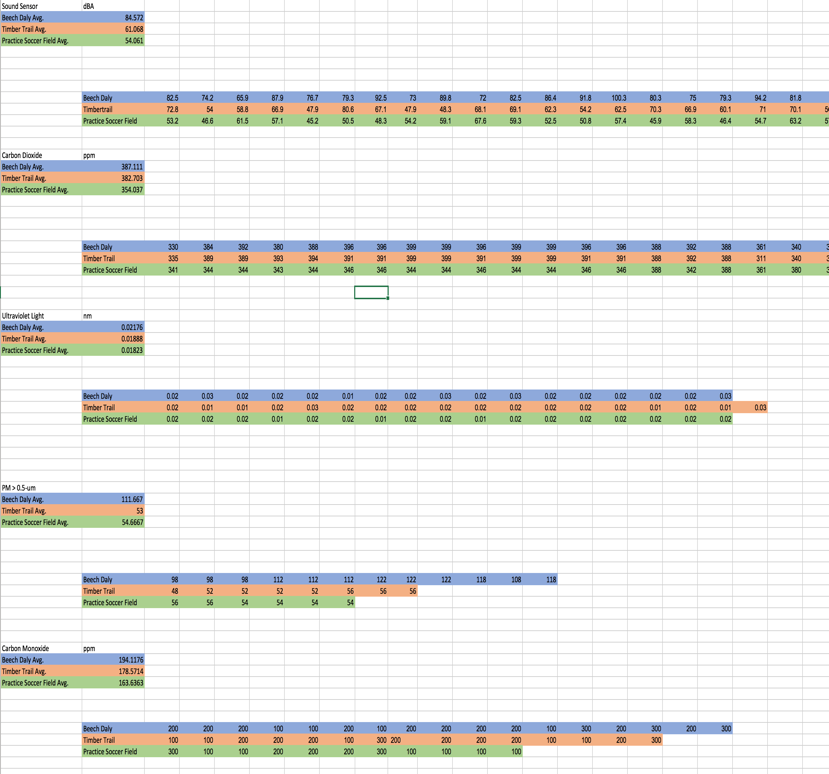 Sound Sensor dBA
Beech Daly Avg. 84.572
Timber Trail Avg. 61.068
Practice Soccer Field Avg. 54.061
Beech Daly 82.5 74.2 65.9 87.9 76.7 79.3 92.5 73 89.8 72 82.5 86.4 91.8 100.3 80.3 75 79.3 94.2 81.8
Timbertrail 72.8 54 58.8 66.9 47.9 80.6 67.1 47.9 48.3 68.1 69.1 62.3 54.2 62.5 70.3 66.9 60.1 71 70.1
Practice Soccer Field 53.2 46.6 61.5 57.1 45.2 50.5 48.3 54.2 59.1 67.6 59.3 52.5 50.8 57.4 45.9 58.3 46.4 54.7 63.2
Carbon Dioxide ppm
Beech Daly Avg. 387.111
Timber Trail Avg. 382.703
Practice Soccer Field Avg. 354.037
Beech Daly 330 384 392 380 388 396 396 399 399 396 399 399 396 396 388 392 388 361 340
Timber Trail 335 389 389 393 394 391 391 399 399 396 399 399 396 391 388 392 388 311 340
Practice Soccer Field 341 344 344 343 344 346 346 344 344 346 344 344 346 346 388 342 388 361 380
Ultraviolet Light nm
Beech Daly Avg. 0.02176
Timber Trail Avg. 0.01888
Practice Soccer Field Avg. 0.01823
Beech Daly 0.02 0.03 0.02 0.02 0.02 0.01 0.02 0.02 0.03 0.02 0.03 0.02 0.02 0.02 0.02 0.02 0.03
Timber Trail 0.02 0.01 0.01 0.02 0.03 0.02 0.02 0.02 0.02 0.02 0.02 0.02 0.02 0.02 0.01 0.02 0.01 0.03
Practice Soccer Field 0.02 0.02 0.02 0.01 0.02 0.02 0.01 0.02 0.02 0.01 0.02 0.02 0.02 0.02 0.02 0.02 0.02
PM > 0.5-um
Beech Daly Avg. 111.667
Timber Trail Avg. 53
Practice Soccer Field Avg. 54.6667
Beech Daly 98 98 98 112 112 112 122 122 122 118 108 118
Timber Trail 48 52 52 52 52 56 56 56
Practice Soccer Field 56 56 54 54 54 54
Carbon Monoxide ppm
Beech Daly Avg. 194.1176
Timber Trail Avg. 178.5714
Practice Soccer Field Avg. 163.6363
Beech Daly 200 200 200 100 100 200 100 200 200 200 200 100 300 200 300 200 300
Timber Trail 100 100 200 200 200 100 300 200 200 200 200 100 100 200 300
Practice Soccer Field 300 100 100 200 200 200 300 100 100 100 100